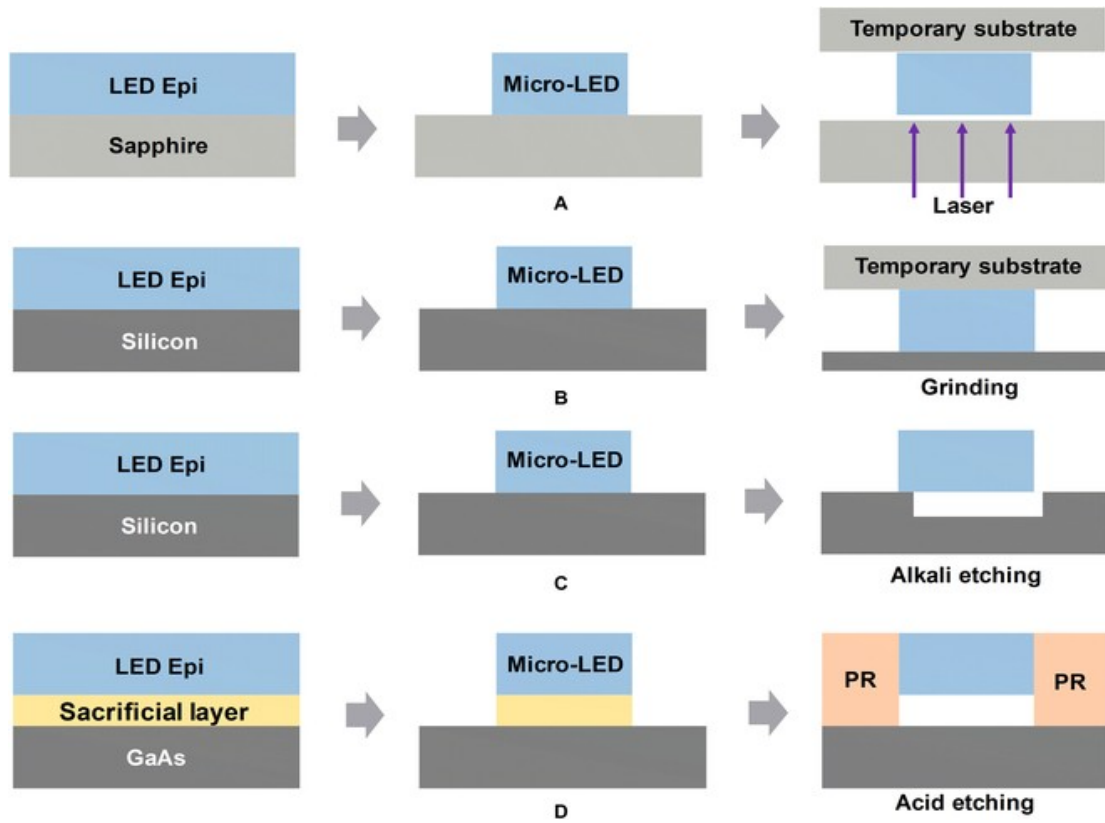 LED Epi
Sapphire
Micro-LED
Temporary substrate
Laser
A
LED Epi
Silicon
Micro-LED
Temporary substrate
Grinding
B
LED Epi
Silicon
Micro-LED
Alkali etching
C
LED Epi
Sacrificial layer
GaAs
Micro-LED
PR
PR
Acid etching
D